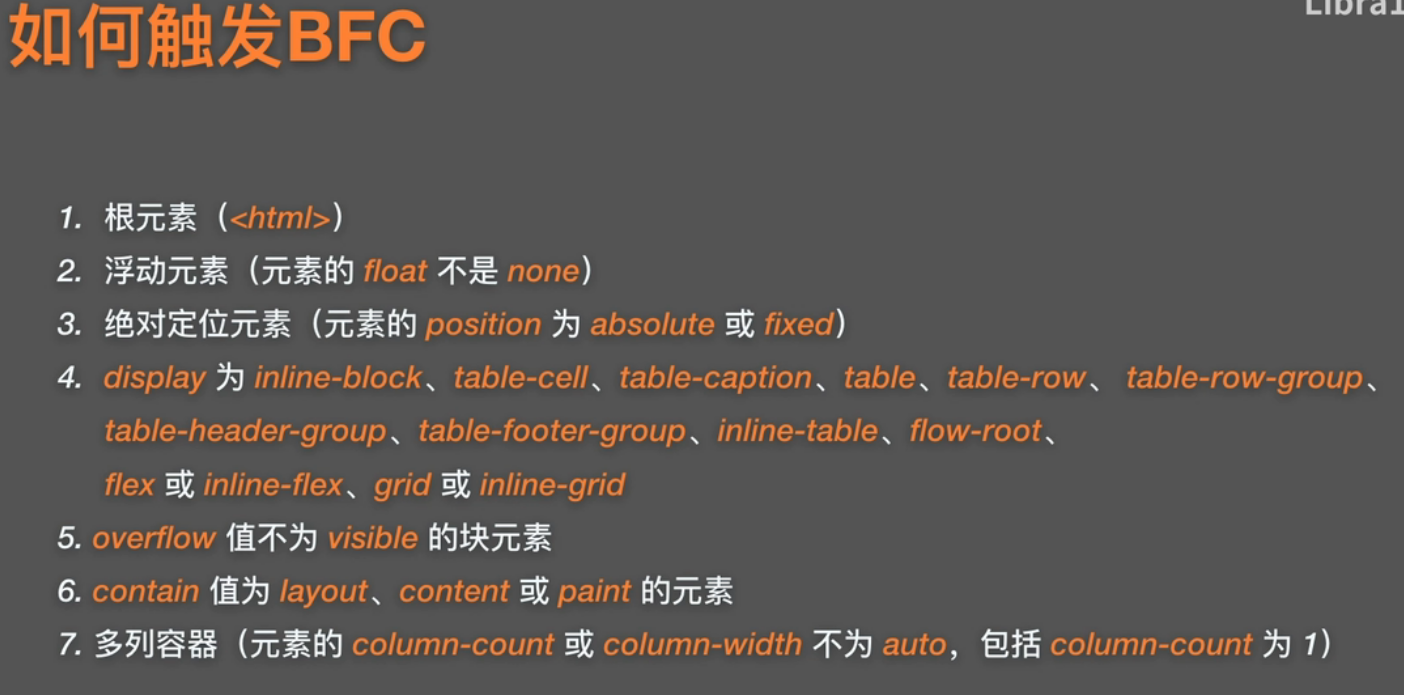 如何触发BFC
1. 根元素（<html>）
2. 浮动元素（元素的 float 不是 none）
3. 绝对定位元素（元素的 position 为 absolute 或 fixed）
4. display 为 inline-block、table-cell、table-caption、table、table-row、 table-row-group、
table-header-group、table-footer-group、inline-table、flow-root、
flex 或 inline-flex、grid 或 inline-grid
5. overflow 值不为 visible 的块元素
6. contain 值为 layout、content 或 paint 的元素
7. 多列容器（元素的 column-count 或 column-width 不为 auto，包括 column-count 为 1）